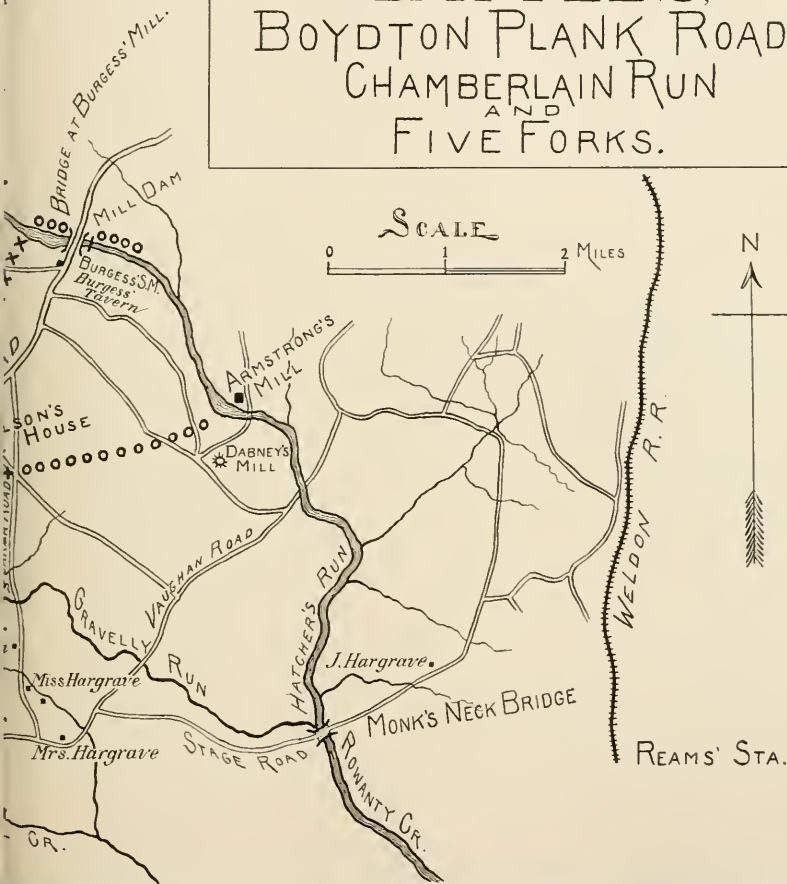 BOYDTON PLANK ROAD
CHAMBERLAIN RUN
AND
FIVE FORKS.
BRIDGE AT BURGESS' MILL.
MILL DAM
SCALE
0 1 2 MILES
N
BURGESS' S.M.
Burgess'
Tavern
ARMSTRONG'S
MILL
SON'S
HOUSE
DABNEY'S
MILL
WELDON R.R.
VAUGHAN ROAD
HATCHER'S RUN
GRAVELLY RUN
J. Hargrave
Miss Hargrave
MONK'S NECK BRIDGE
Mrs. Hargrave
STAGE ROAD
ROWANTY CR.
REAMS' STA.
CR.